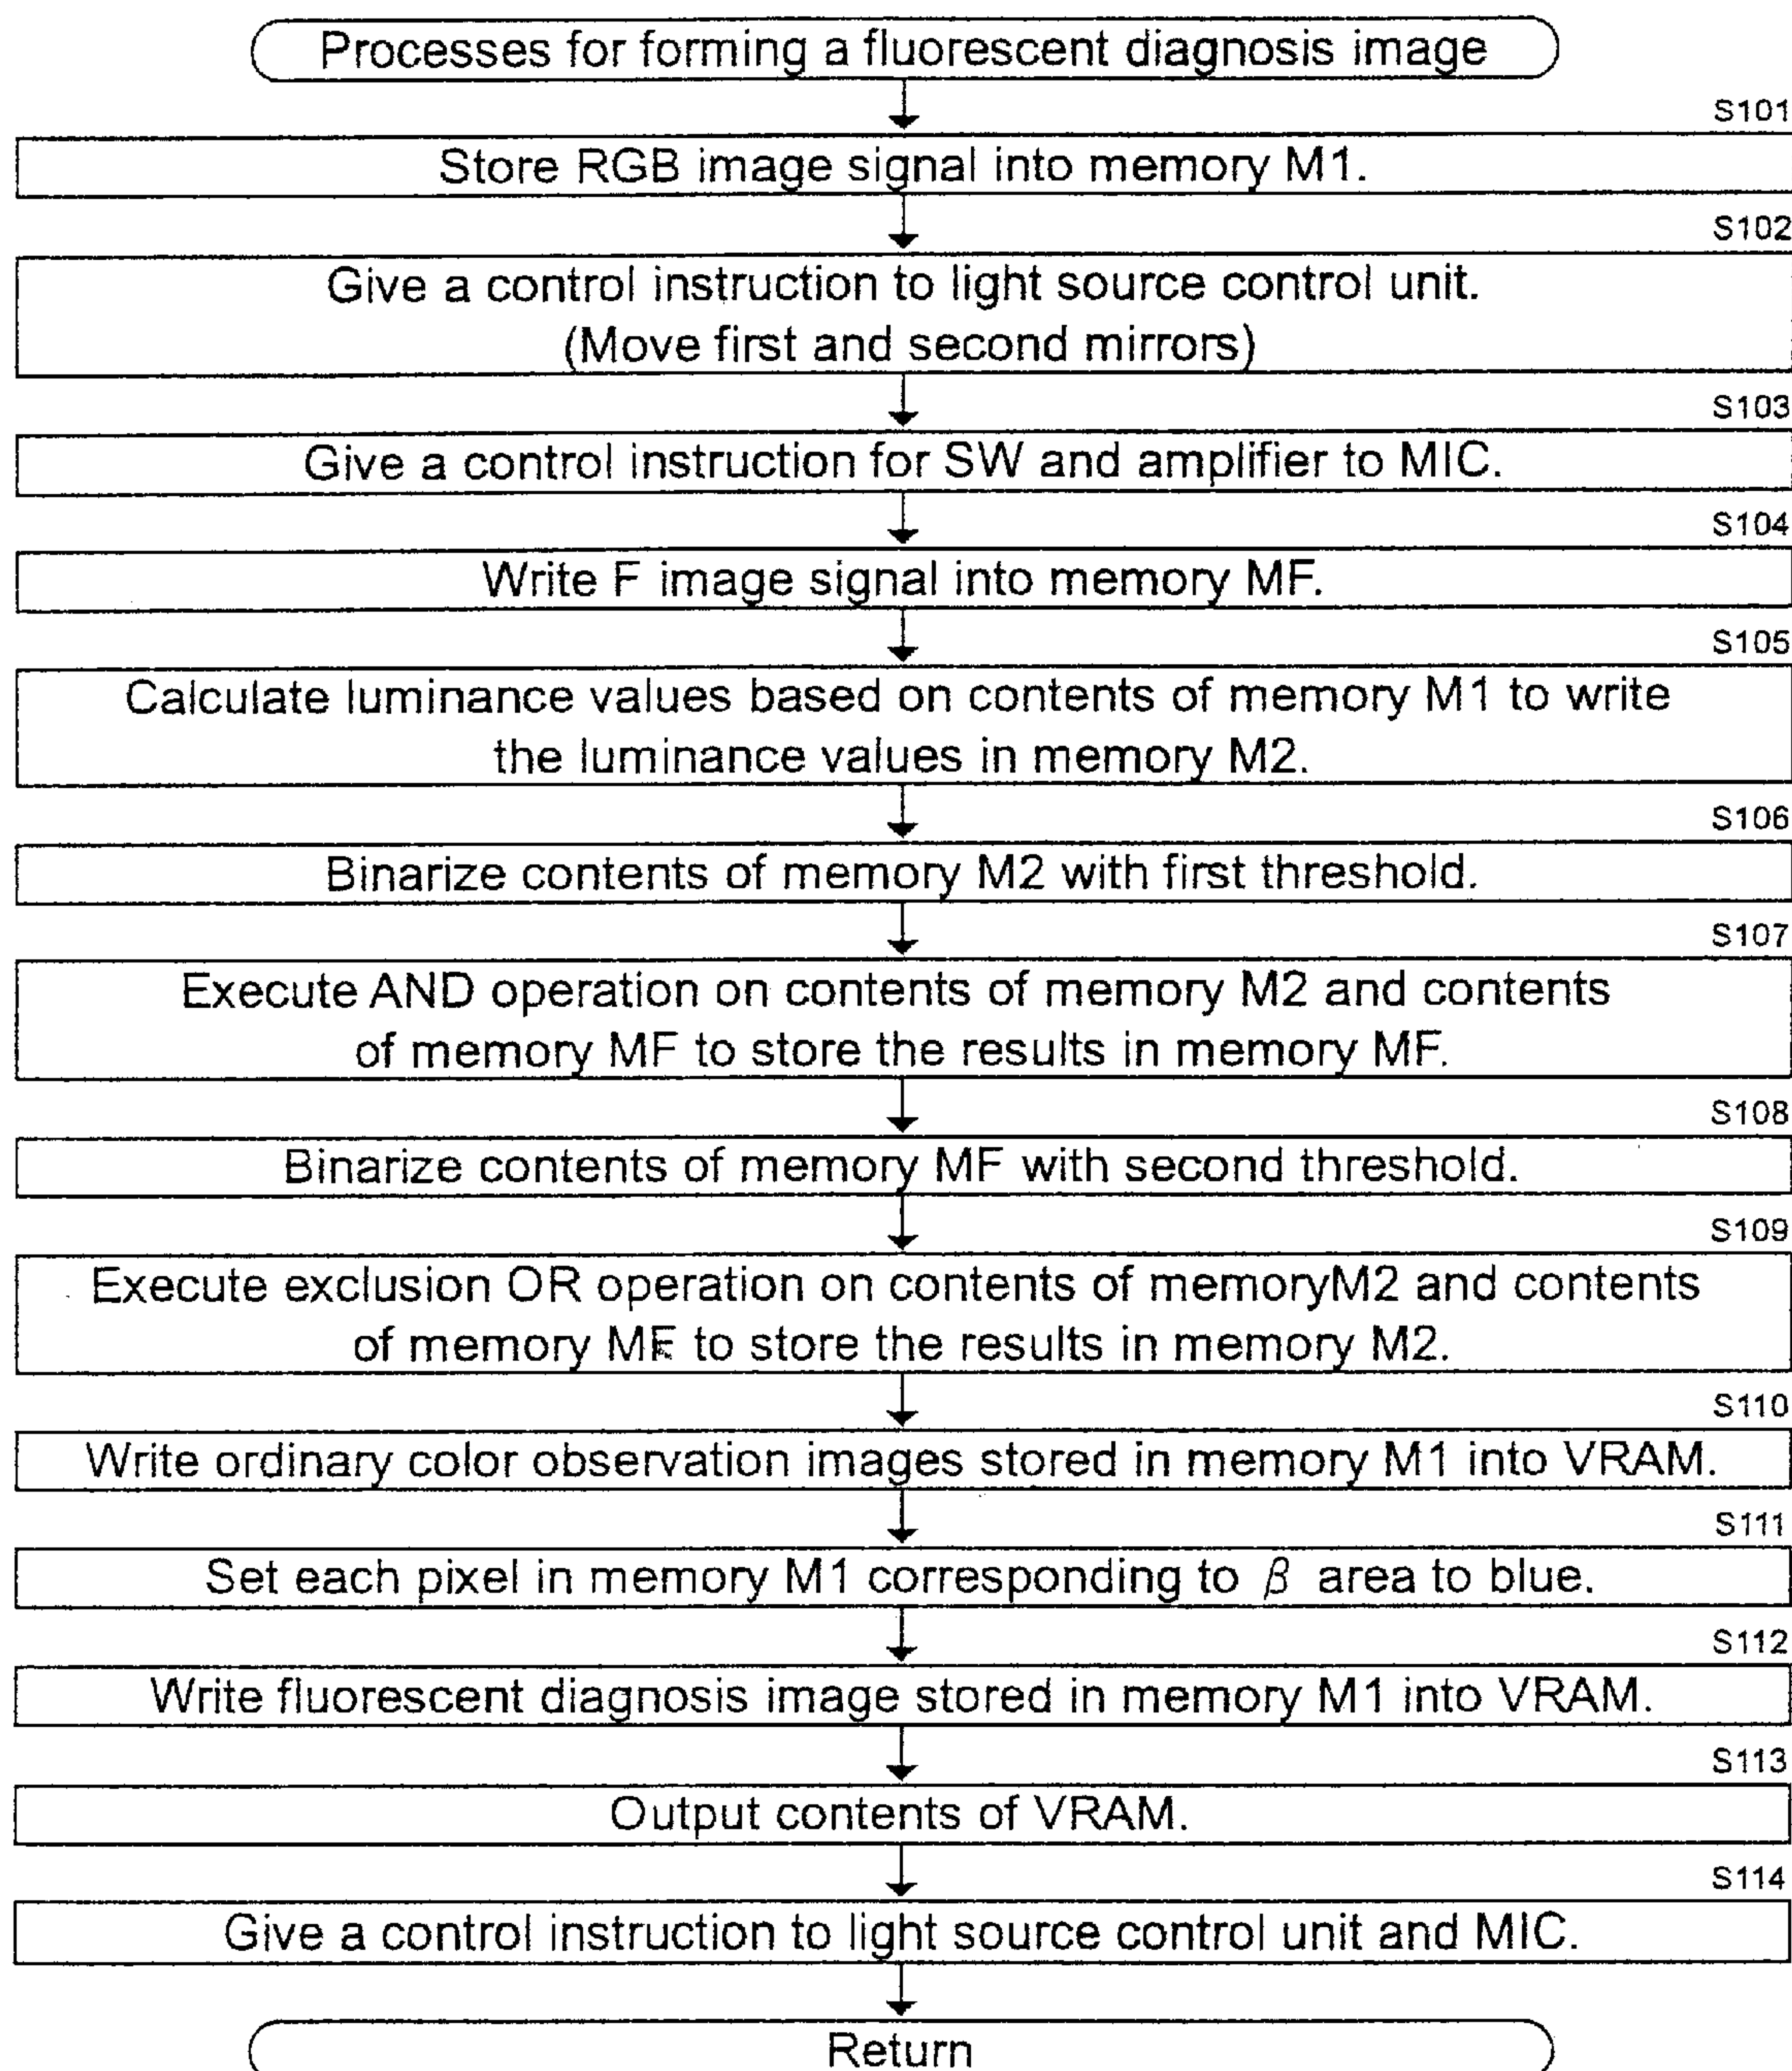 Processes for forming a fluorescent diagnosis image
S101
Store RGB image signal into memory M1.
S102
Give a control instruction to light source control unit.
(Move first and second mirrors)
S103
Give a control instruction for SW and amplifier to MIC.
S104
Write F image signal into memory MF.
S105
Calculate luminance values based on contents of memory M1 to write
the luminance values in memory M2.
S106
Binarize contents of memory M2 with first threshold.
S107
Execute AND operation on contents of memory M2 and contents
of memory MF to store the results in memory MF.
S108
Binarize contents of memory MF with second threshold.
S109
Execute exclusion OR operation on contents of memoryM2 and contents
of memory MF to store the results in memory M2.
S110
Write ordinary color observation images stored in memory M1 into VRAM.
S111
Set each pixel in memory M1 corresponding to β area to blue.
S112
Write fluorescent diagnosis image stored in memory M1 into VRAM.
S113
Output contents of VRAM.
S114
Give a control instruction to light source control unit and MIC.
Return